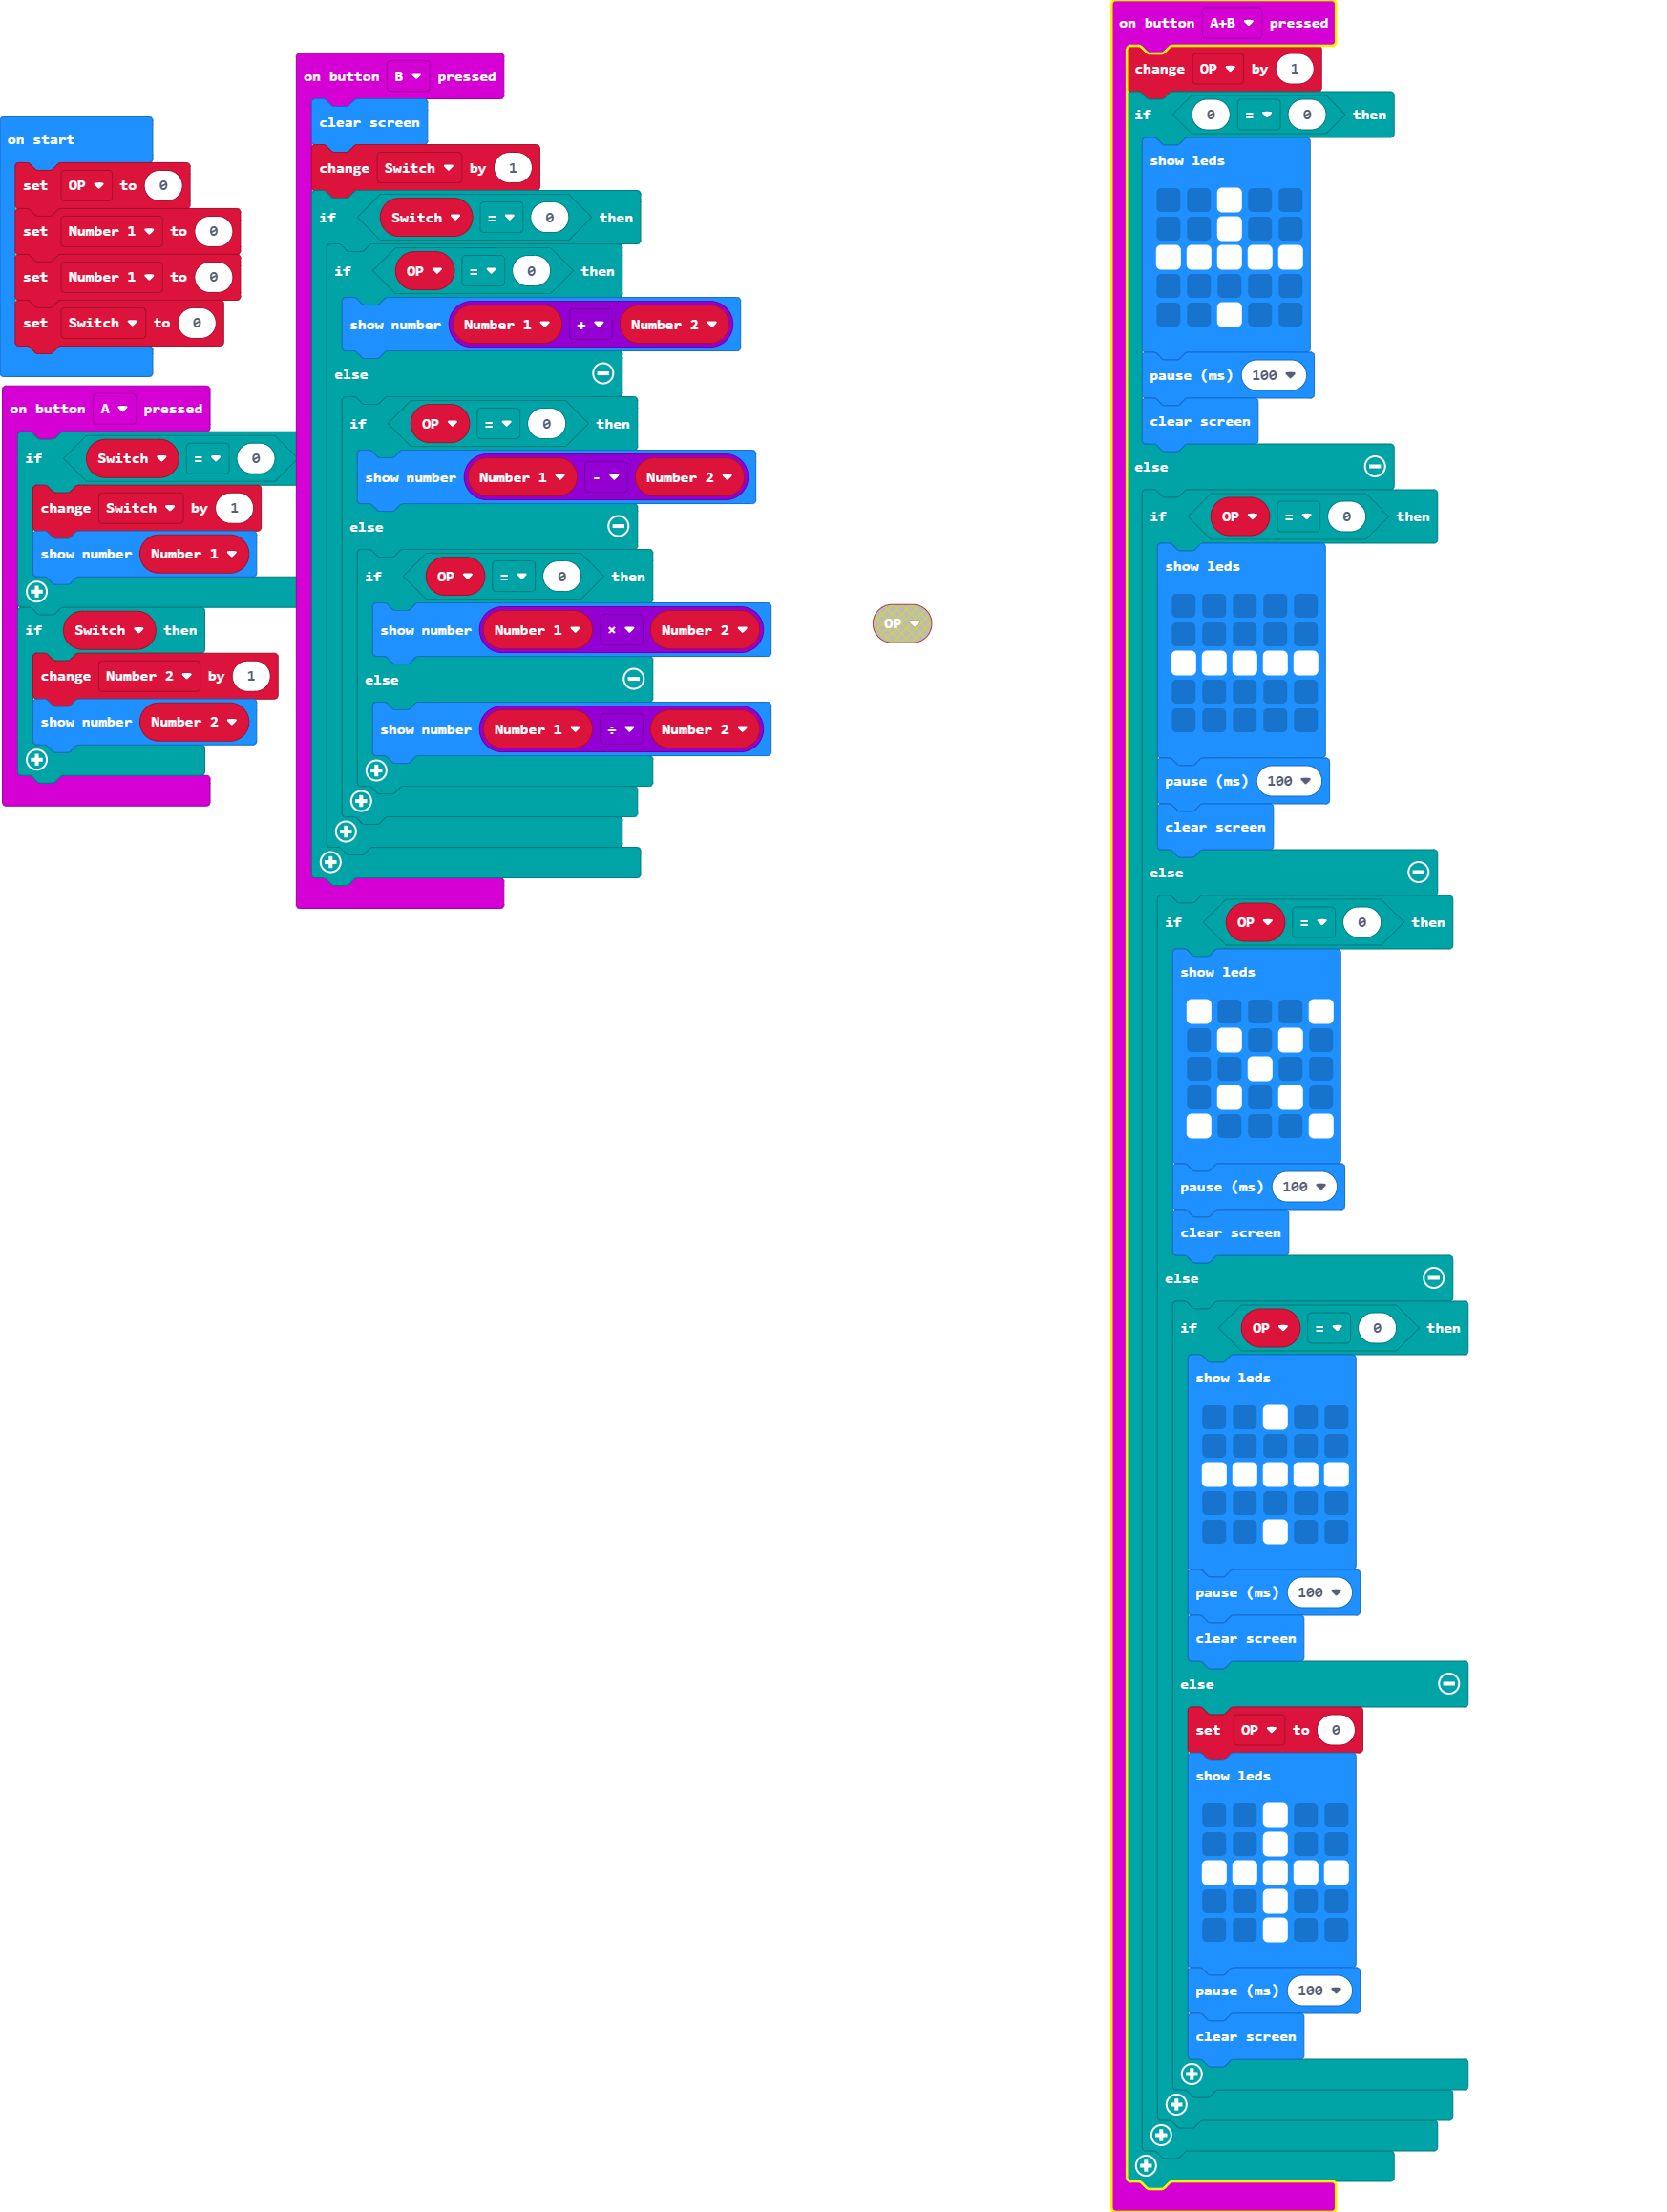 on start
set OP to 0
set Number 1 to 0
set Number 1 to 0
set Switch to 0
on button A pressed
if Switch = 0
change Switch by 1
show number Number 1
if Switch then
change Number 2 by 1
show number Number 2
on button B pressed
clear screen
change Switch by 1
if Switch = 0 then
if OP = 0 then
show number Number 1 + Number 2
else
if OP = 0 then
show number Number 1 - Number 2
else
if OP = 0 then
show number Number 1 × Number 2
else
show number Number 1 ÷ Number 2
OP
on button A+B pressed
change OP by 1
if 0 = 0 then
show leds
pause (ms) 100
clear screen
else
if OP = 0 then
show leds
pause (ms) 100
clear screen
else
if OP = 0 then
show leds
pause (ms) 100
clear screen
else
if OP = 0 then
show leds
pause (ms) 100
clear screen
else
set OP to 0
show leds
pause (ms) 100
clear screen